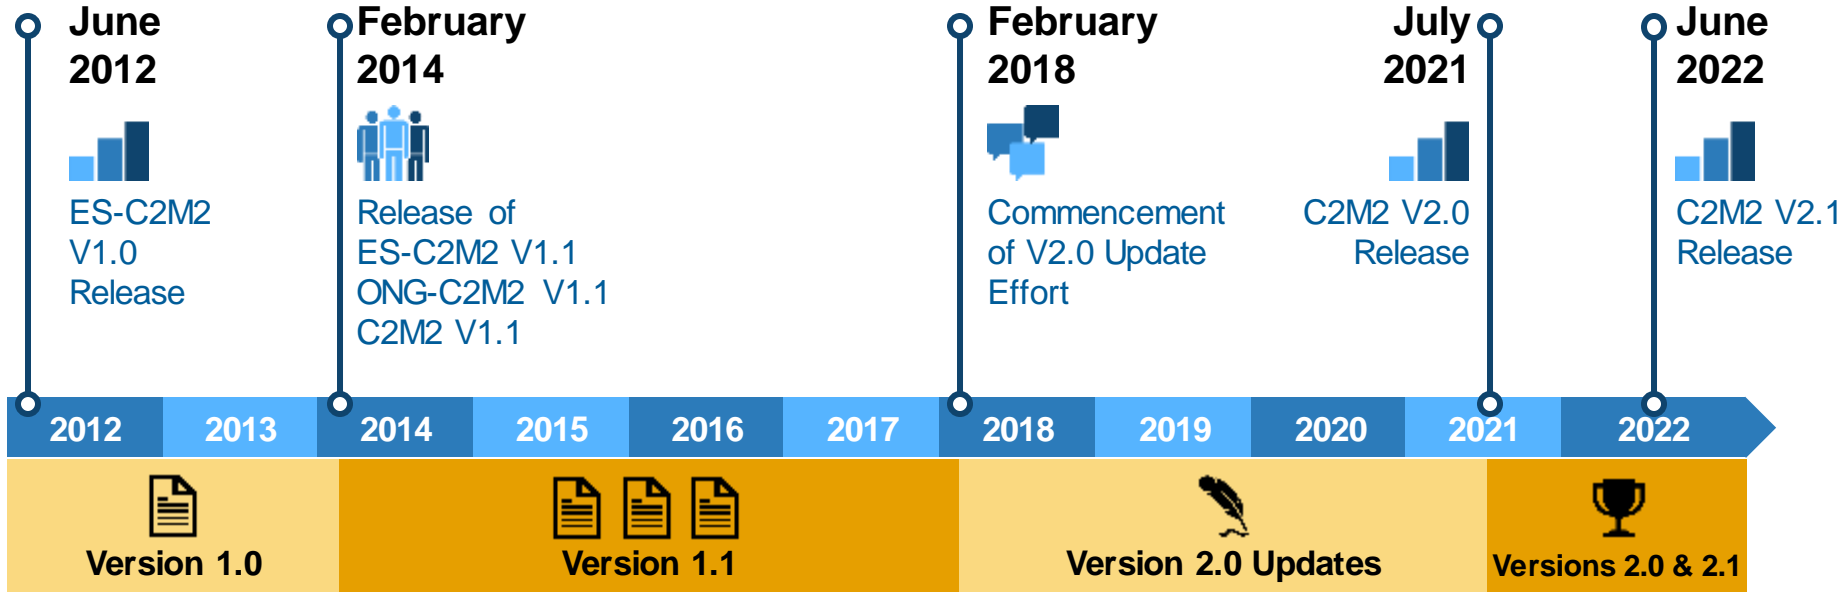 June
2012
ES-C2M2
V1.0
Release
February
2014
Release of
ES-C2M2 V1.1
ONG-C2M2 V1.1
C2M2 V1.1
February
2018
Commencement
of V2.0 Update
Effort
July
2021
C2M2 V2.0
Release
June
2022
C2M2 V2.1
Release
2012 2013 2014 2015 2016 2017 2018 2019 2020 2021 2022
Version 1.0 Version 1.1 Version 2.0 Updates Versions 2.0 & 2.1